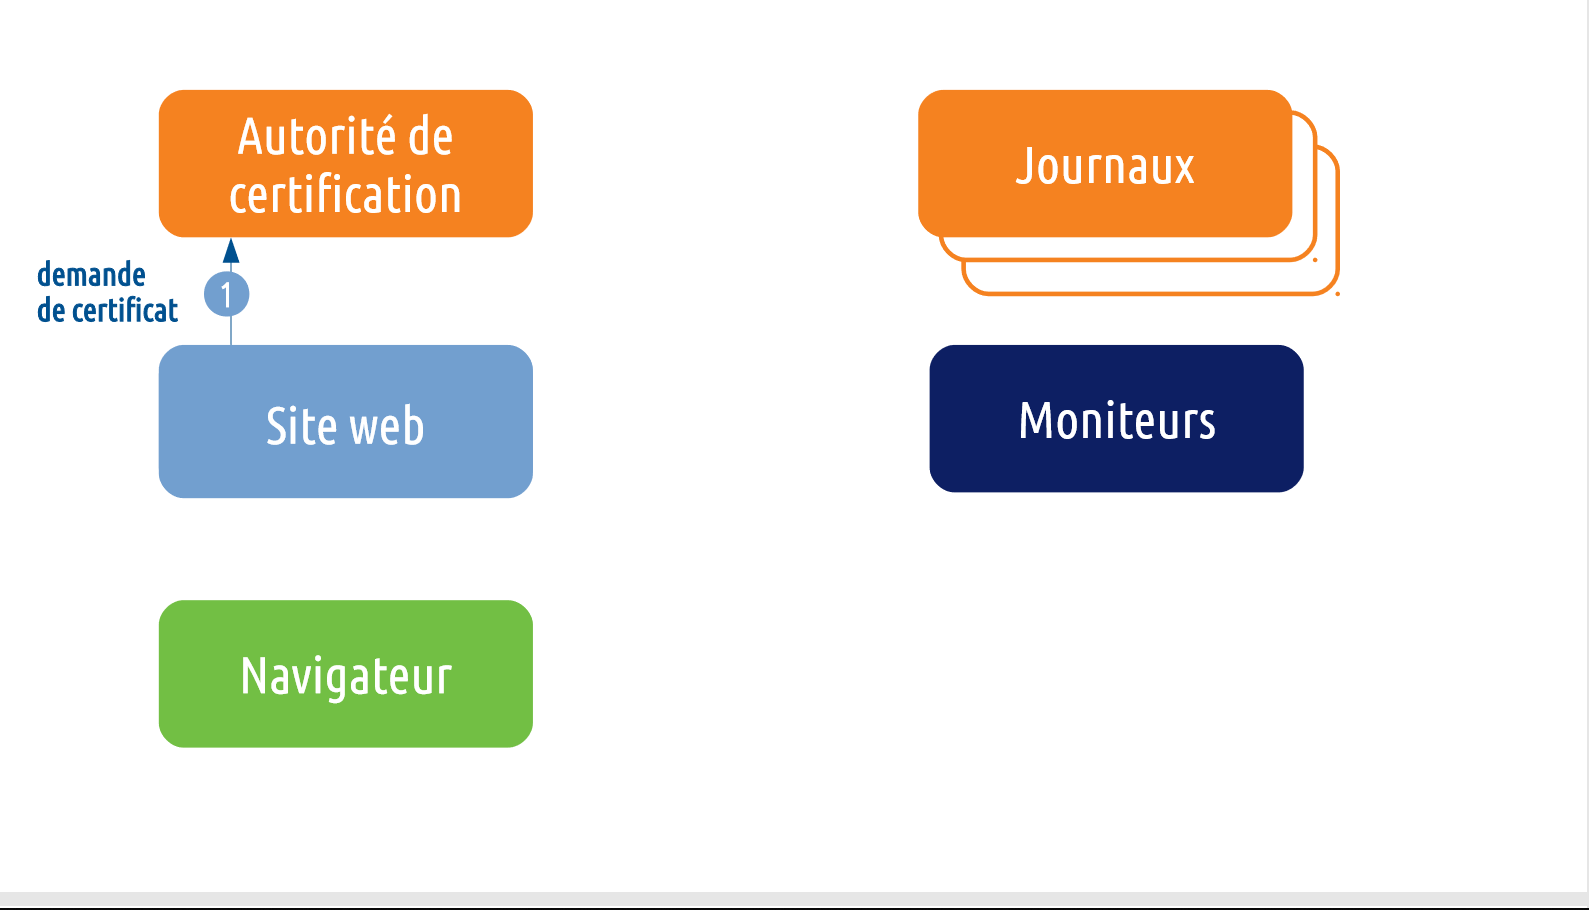 Autorité de
certification
Journaux
demande
de certificat
1
Site web
Moniteurs
Navigateur